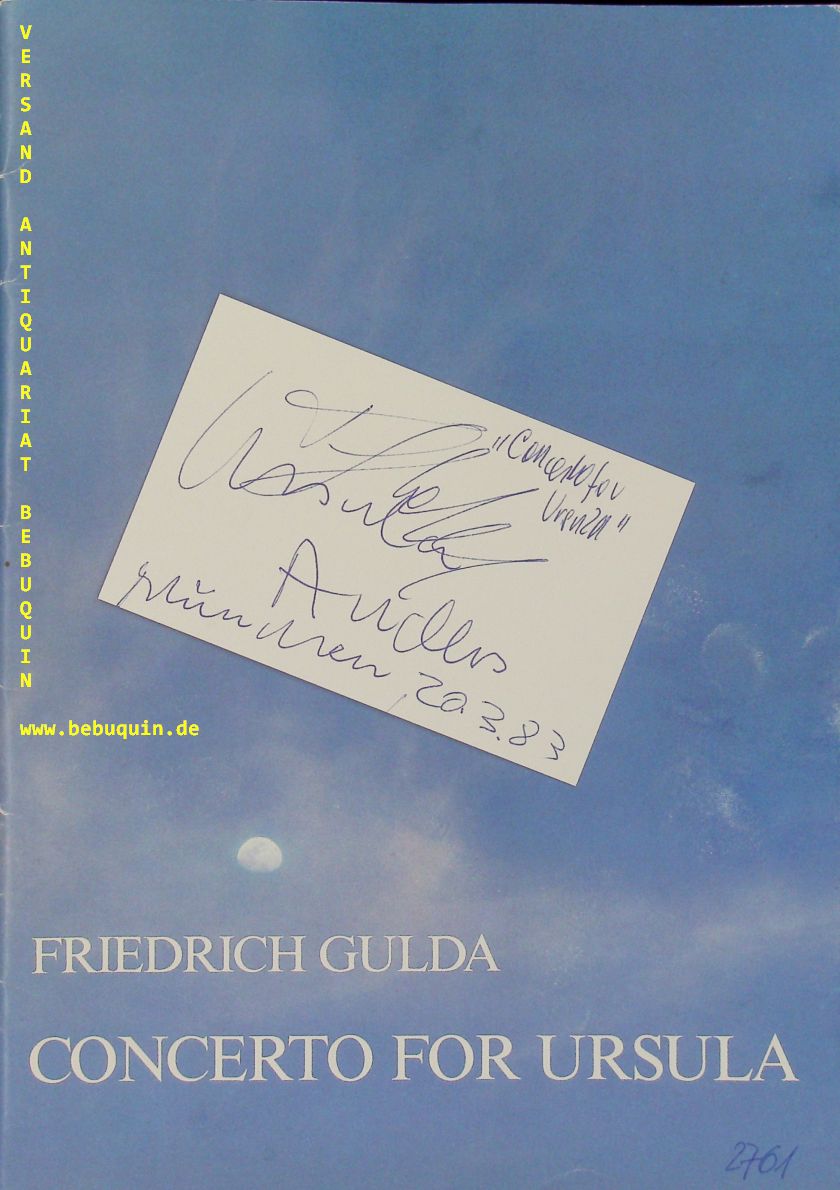 VERSAND ANTIQUARIAT BEBUQUIN
www.bebuquin.de
"Concerto for
Ursula
Anders
München, 20.3.83
FRIEDRICH GULDA
CONCERTO FOR URSULA
2761